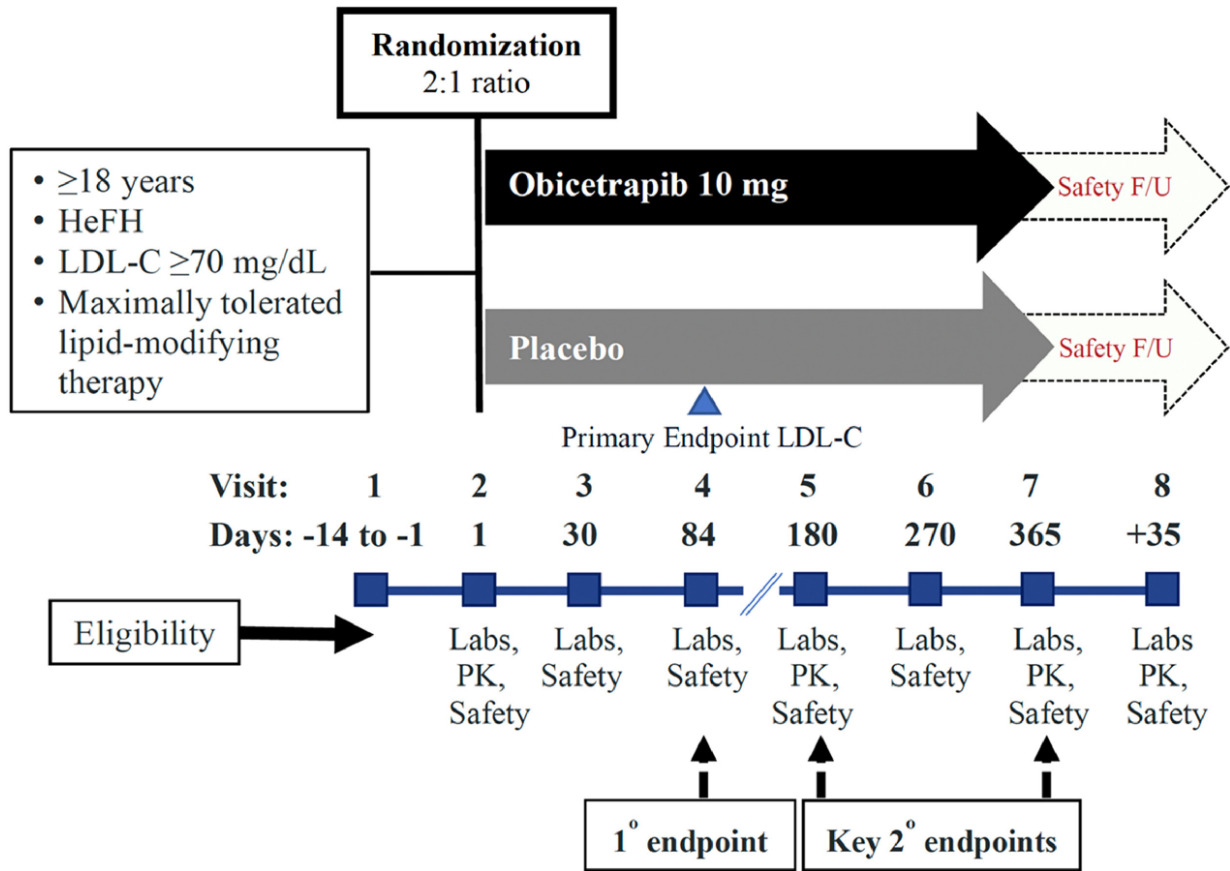 Randomization
2:1 ratio
• ≥18 years
• HeFH
• LDL-C ≥70 mg/dL
• Maximally tolerated
lipid-modifying
therapy
Obicetrapib 10 mg
Safety F/U
Placebo
Safety F/U
Primary Endpoint LDL-C
Visit: 1 2 3 4 5 6 7 8
Days: -14 to -1 1 30 84 180 270 365 +35
Eligibility
Labs,
PK,
Safety
Labs,
Safety
Labs,
Safety
Labs,
PK,
Safety
Labs,
Safety
Labs,
PK,
Safety
Labs
PK,
Safety
1° endpoint
Key 2° endpoints